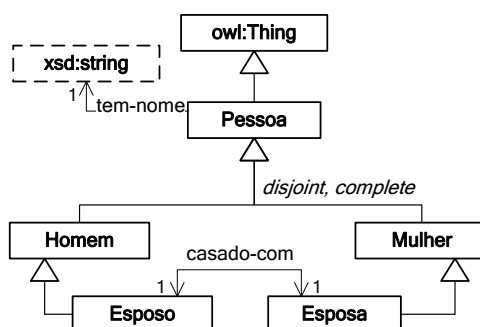 owl:Thing
xsd:string
1
tem-nome
Pessoa
disjoint, complete
Homem
Mulher
casado-com
1
1
Esposo
Esposa